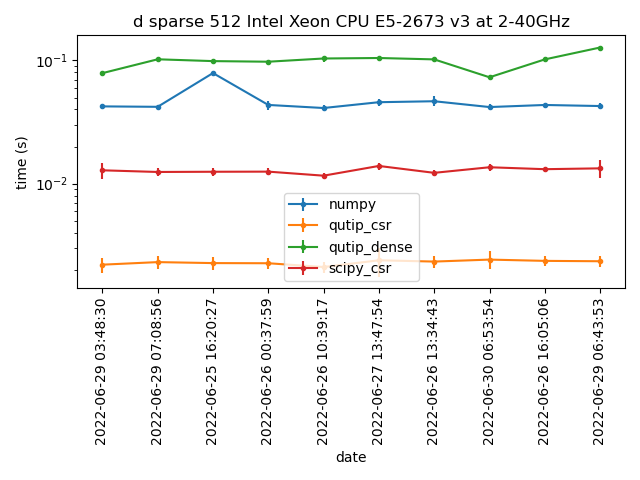 d sparse 512 Intel Xeon CPU E5-2673 v3 at 2-40GHz
time (s)
10⁻¹
10⁻²
numpy
qutip_csr
qutip_dense
scipy_csr
2022-06-29 03:48:30
2022-06-29 07:08:56
2022-06-25 16:20:27
2022-06-26 00:37:59
2022-06-26 10:39:17
2022-06-27 13:47:54
2022-06-26 13:34:43
2022-06-30 06:53:54
2022-06-26 16:05:06
2022-06-29 06:43:53
date